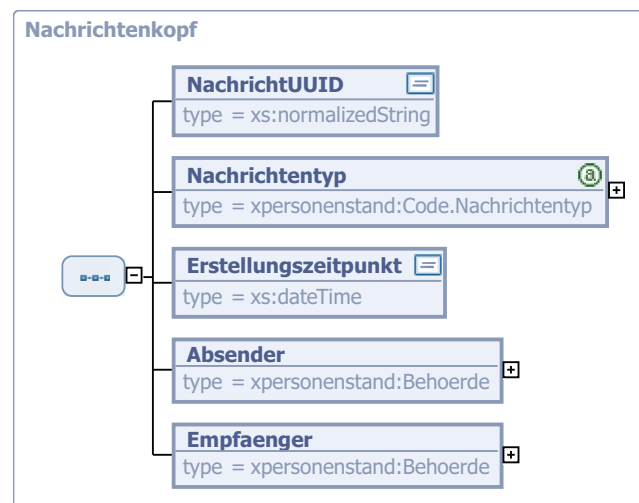 Nachrichtenkopf
NachrichtUUID
type = xs:normalizedString
Nachrichtentyp
type = xpersonenstand:Code.Nachrichtentyp
Erstellungszeitpunkt
type = xs:dateTime
Absender
type = xpersonenstand:Behoerde
Empfaenger
type = xpersonenstand:Behoerde